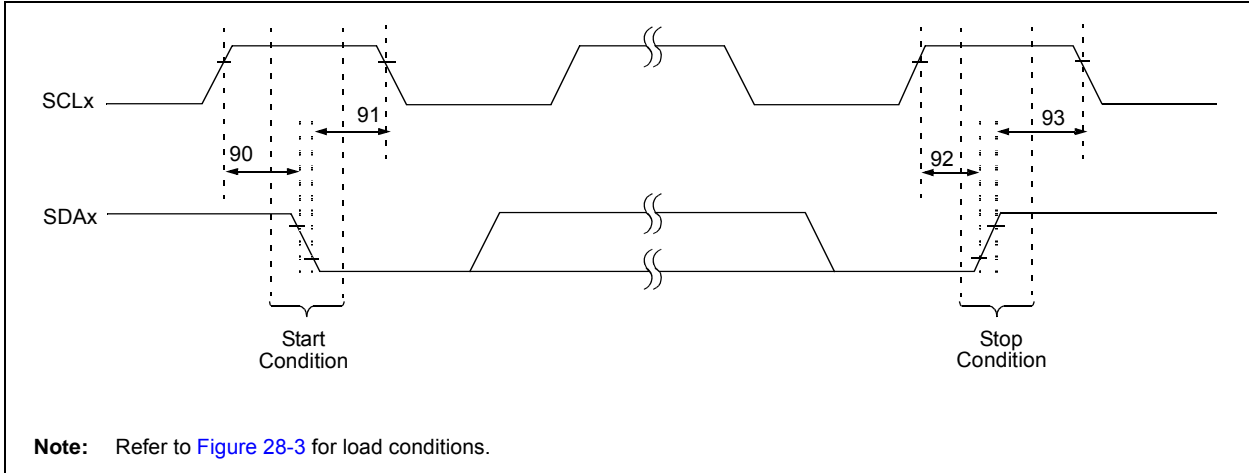 SCLx
91
93
90
92
SDAx
Start
Condition
Stop
Condition
Note: Refer to Figure 28-3 for load conditions.